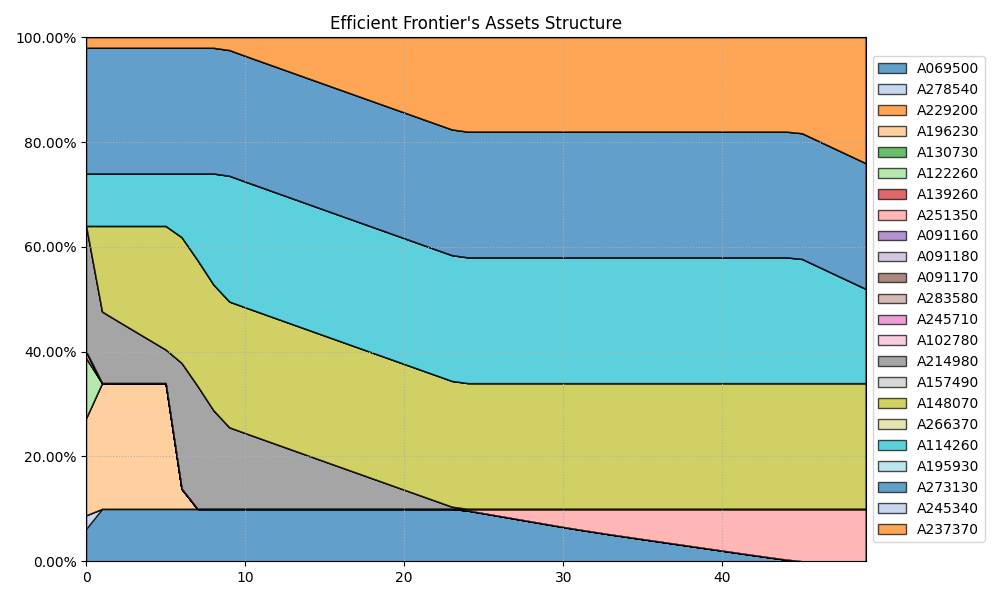 Efficient Frontier's Assets Structure
100.00%
80.00%
60.00%
40.00%
20.00%
0.00%
0
10
20
30
40
A069500
A278540
A229200
A196230
A130730
A122260
A139260
A251350
A091160
A091180
A091170
A283580
A245710
A102780
A214980
A157490
A148070
A266370
A114260
A195930
A273130
A245340
A237370